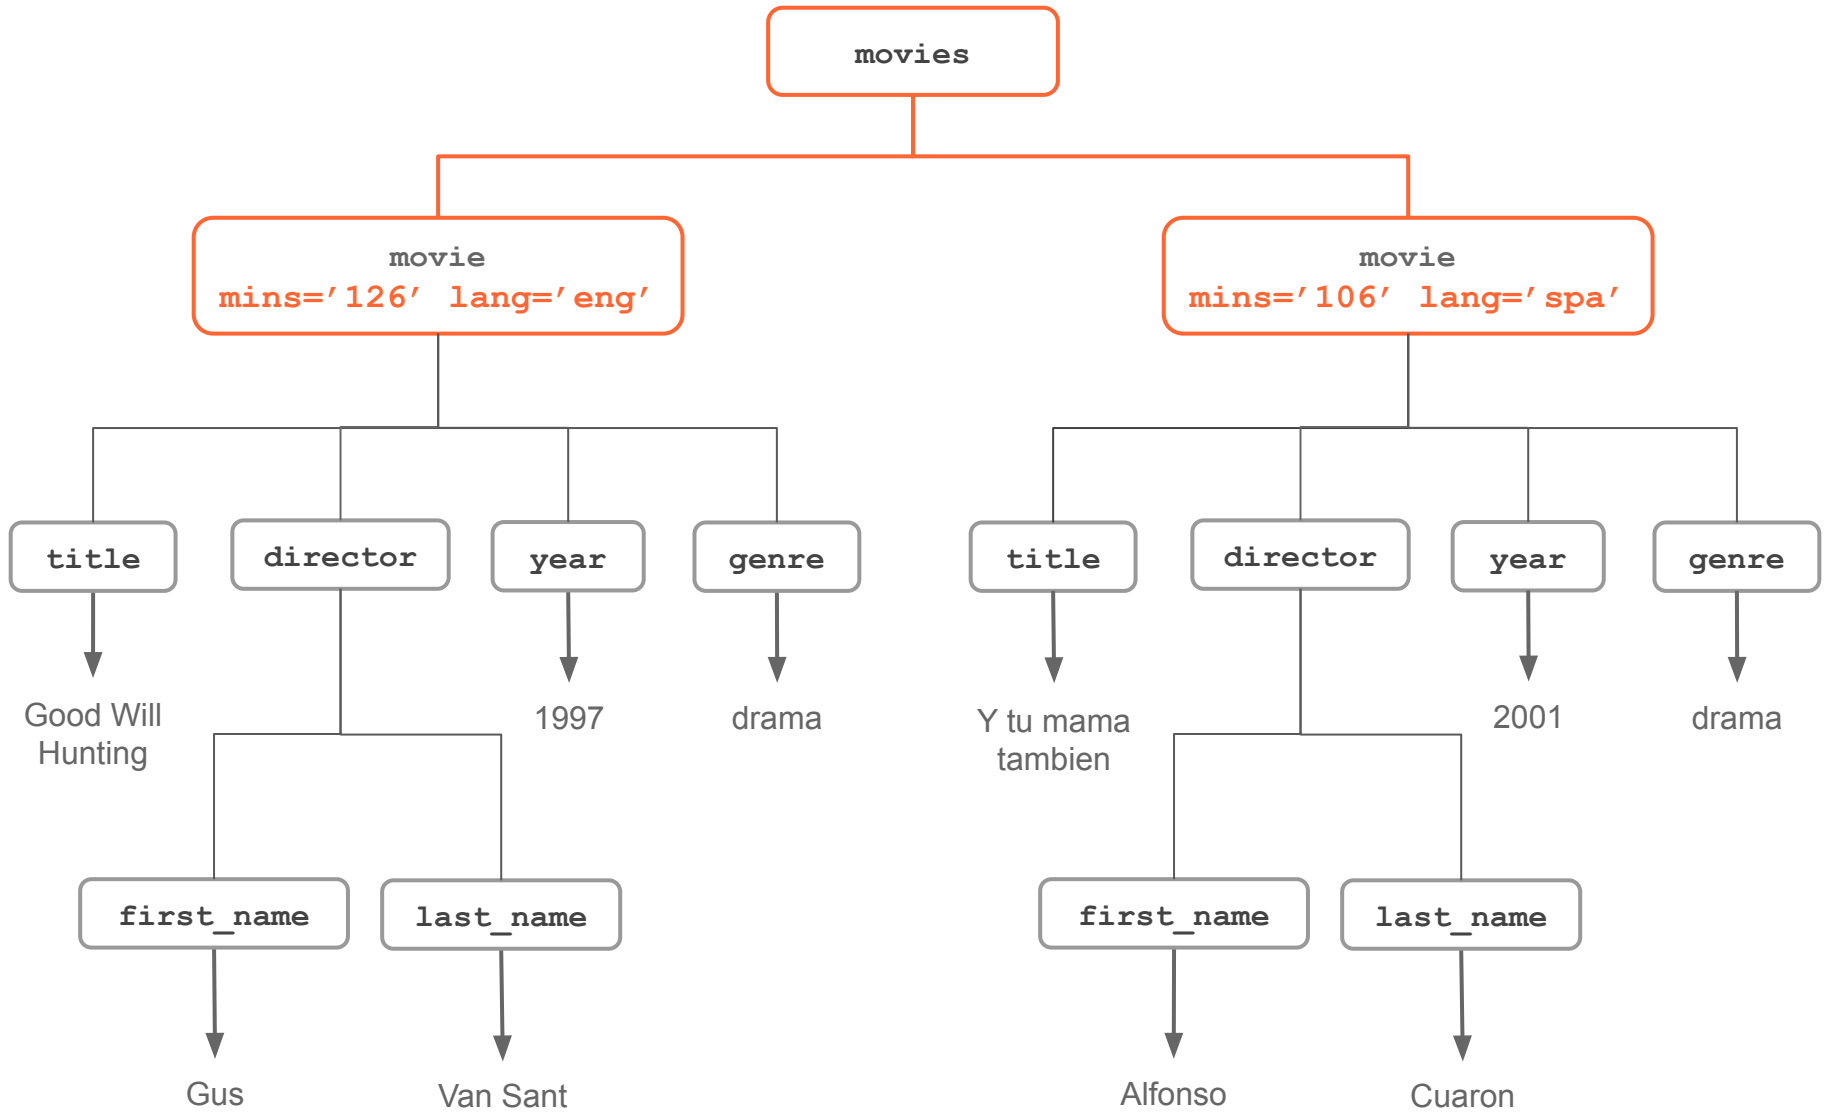 movies
movie
mins=’126’ lang=’eng’
movie
mins=’106’ lang=’spa’
title
director
year
genre
title
director
year
genre
Good Will
Hunting
1997
drama
Y tu mama
tambien
2001
drama
first_name
last_name
first_name
last_name
Gus
Van Sant
Alfonso
Cuaron